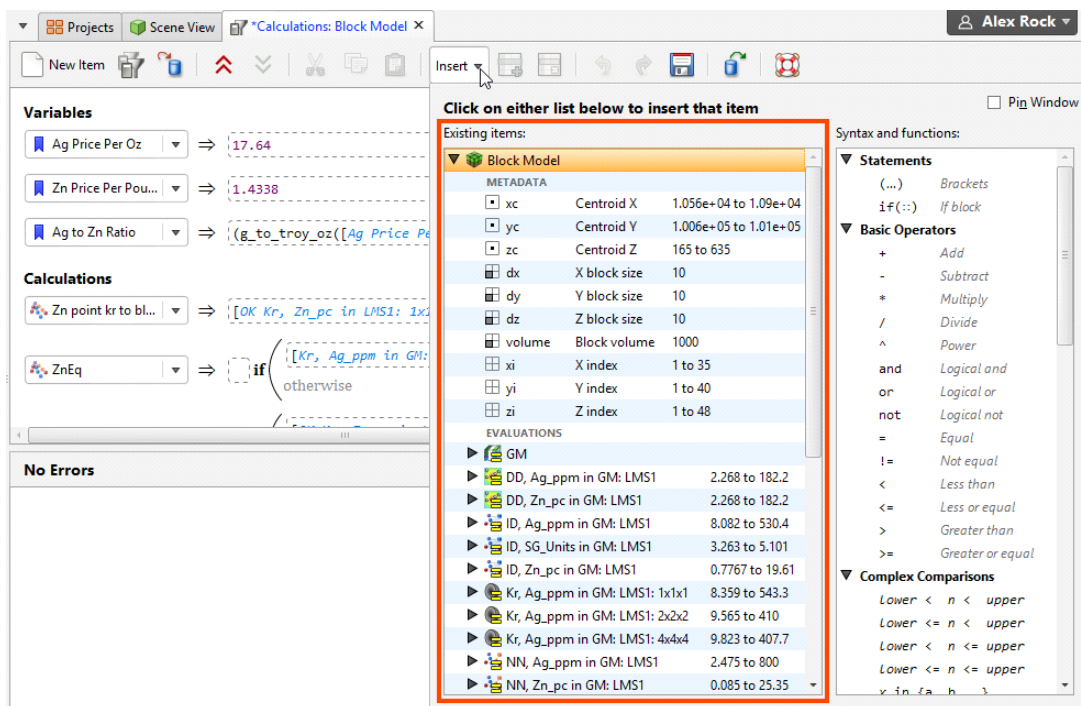 Projects
Scene View
*Calculations: Block Model
Alex Rock
New Item
Insert
Variables
Ag Price Per Oz
17.64
Zn Price Per Pou...
1.4338
Ag to Zn Ratio
(g_to_troy_oz([Ag Price Pe
Calculations
Zn point kr to bl...
[OK Kr, Zn_pc in LMS1: 1x1
ZnEq
if
[Kr, Ag_ppm in GM:
otherwise
No Errors
Click on either list below to insert that item
Pin Window
Existing items:
Block Model
METADATA
xc Centroid X 1.056e+04 to 1.09e+04
yc Centroid Y 1.006e+05 to 1.01e+05
zc Centroid Z 165 to 635
dx X block size 10
dy Y block size 10
dz Z block size 10
volume Block volume 1000
xi X index 1 to 35
yi Y index 1 to 40
zi Z index 1 to 48
EVALUATIONS
GM
DD, Ag_ppm in GM: LMS1 2.268 to 182.2
DD, Zn_pc in GM: LMS1 2.268 to 182.2
ID, Ag_ppm in GM: LMS1 8.082 to 530.4
ID, SG_Units in GM: LMS1 3.263 to 5.101
ID, Zn_pc in GM: LMS1 0.7767 to 19.61
Kr, Ag_ppm in GM: LMS1: 1x1x1 8.359 to 543.3
Kr, Ag_ppm in GM: LMS1: 2x2x2 9.565 to 410
Kr, Ag_ppm in GM: LMS1: 4x4x4 9.823 to 407.7
NN, Ag_ppm in GM: LMS1 2.475 to 800
NN, Zn_pc in GM: LMS1 0.085 to 25.35
Syntax and functions:
Statements
(...) Brackets
if(::) If block
Basic Operators
+ Add
- Subtract
* Multiply
/ Divide
^ Power
and Logical and
or Logical or
not Logical not
= Equal
!= Not equal
< Less than
<= Less or equal
> Greater than
>= Greater or equal
Complex Comparisons
Lower < n < upper
Lower <= n < upper
Lower < n <= upper
Lower <= n <= upper